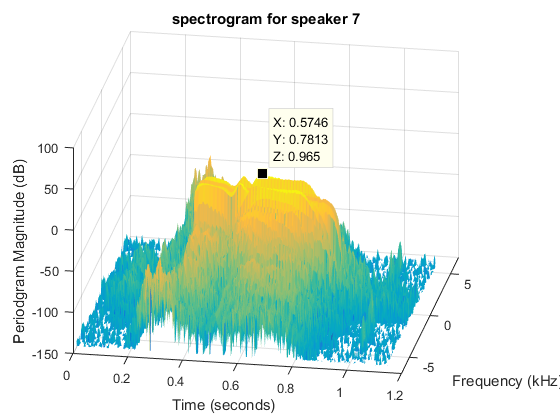 spectrogram for speaker 7
X: 0.5746
Y: 0.7813
Z: 0.965
100
50
0
-50
-100
-150
Periodgram Magnitude (dB)
0
0.2
0.4
0.6
0.8
1
1.2
Time (seconds)
5
0
-5
Frequency (kHz)